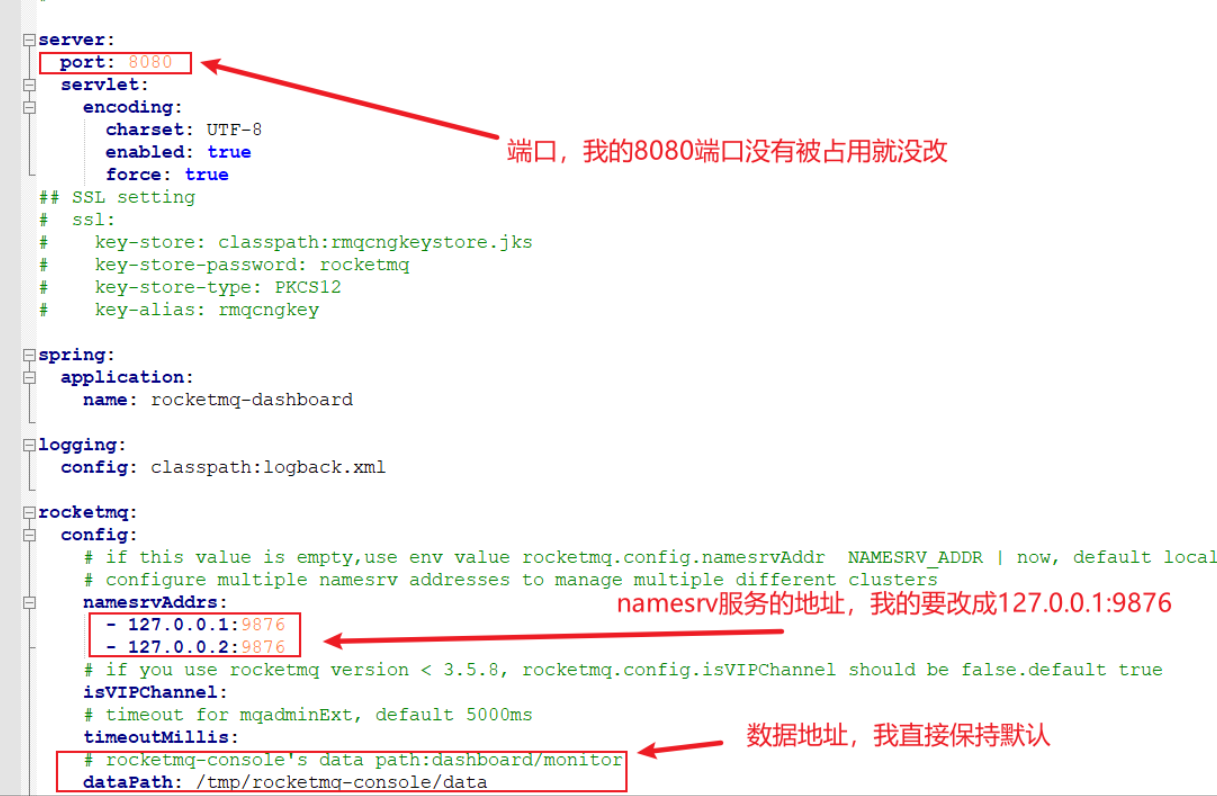 server:
port: 8080
servlet:
encoding:
charset: UTF-8
enabled: true
force: true
端口，我的8080端口没有被占用就没改
## SSL setting
# ssl:
# key-store: classpath:rmqcngkeystore.jks
# key-store-password: rocketmq
# key-store-type: PKCS12
# key-alias: rmqcngkey
spring:
application:
name: rocketmq-dashboard
logging:
config: classpath:logback.xml
rocketmq:
config:
# if this value is empty,use env value rocketmq.config.namesrvAddr NAMESRV_ADDR | now, default local
# configure multiple namesrv addresses to manage multiple different clusters
namesrvAddrs:
namesrv服务的地址，我的要改成127.0.0.1:9876
- 127.0.0.1:9876
- 127.0.0.2:9876
# if you use rocketmq version < 3.5.8, rocketmq.config.isVIPChannel should be false.default true
isVIPChannel:
# timeout for mqadminExt, default 5000ms
timeoutMillis:
数据地址，我直接保持默认
# rocketmq-console's data path:dashboard/monitor
dataPath: /tmp/rocketmq-console/data